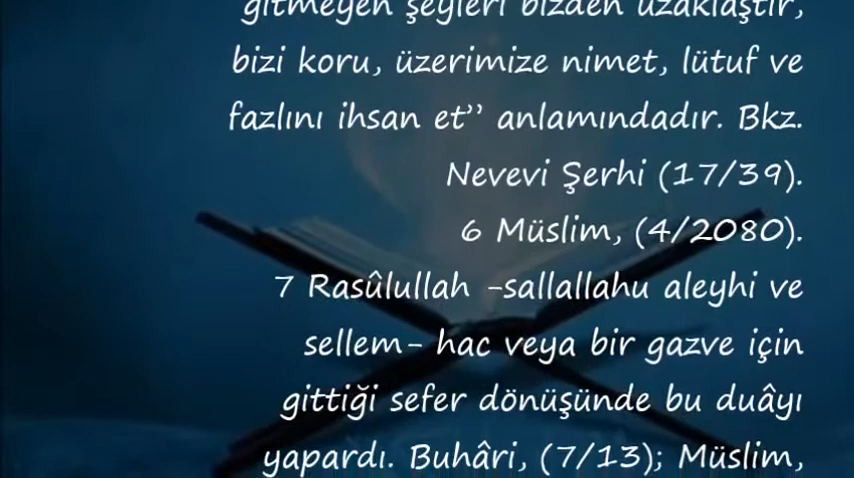 gitmeyen şeyleri bizden uzaklaştır,
bizi koru, üzerimize nimet, lütuf ve
fazlını ihsan et” anlamındadır. Bkz.
Nevevi Şerhi (17/39).
6 Müslim, (4/2080).
7 Rasûlullah -sallallahu aleyhi ve
sellem- hac veya bir gazve için
gittiği sefer dönüşünde bu duâyı
yapardı. Buhâri, (7/13); Müslim,